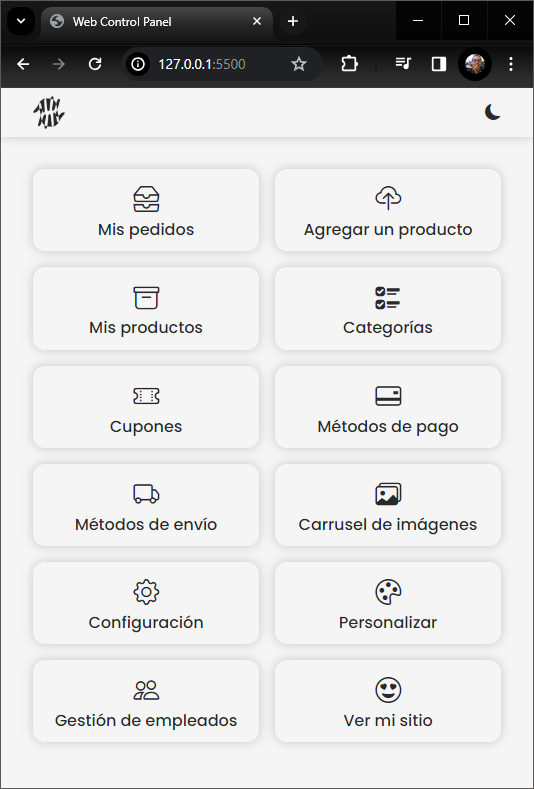 Web Control Panel
127.0.0.1:5500
Mis pedidos
Agregar un producto
Mis productos
Categorías
Cupones
Métodos de pago
Métodos de envío
Carrusel de imágenes
Configuración
Personalizar
Gestión de empleados
Ver mi sitio